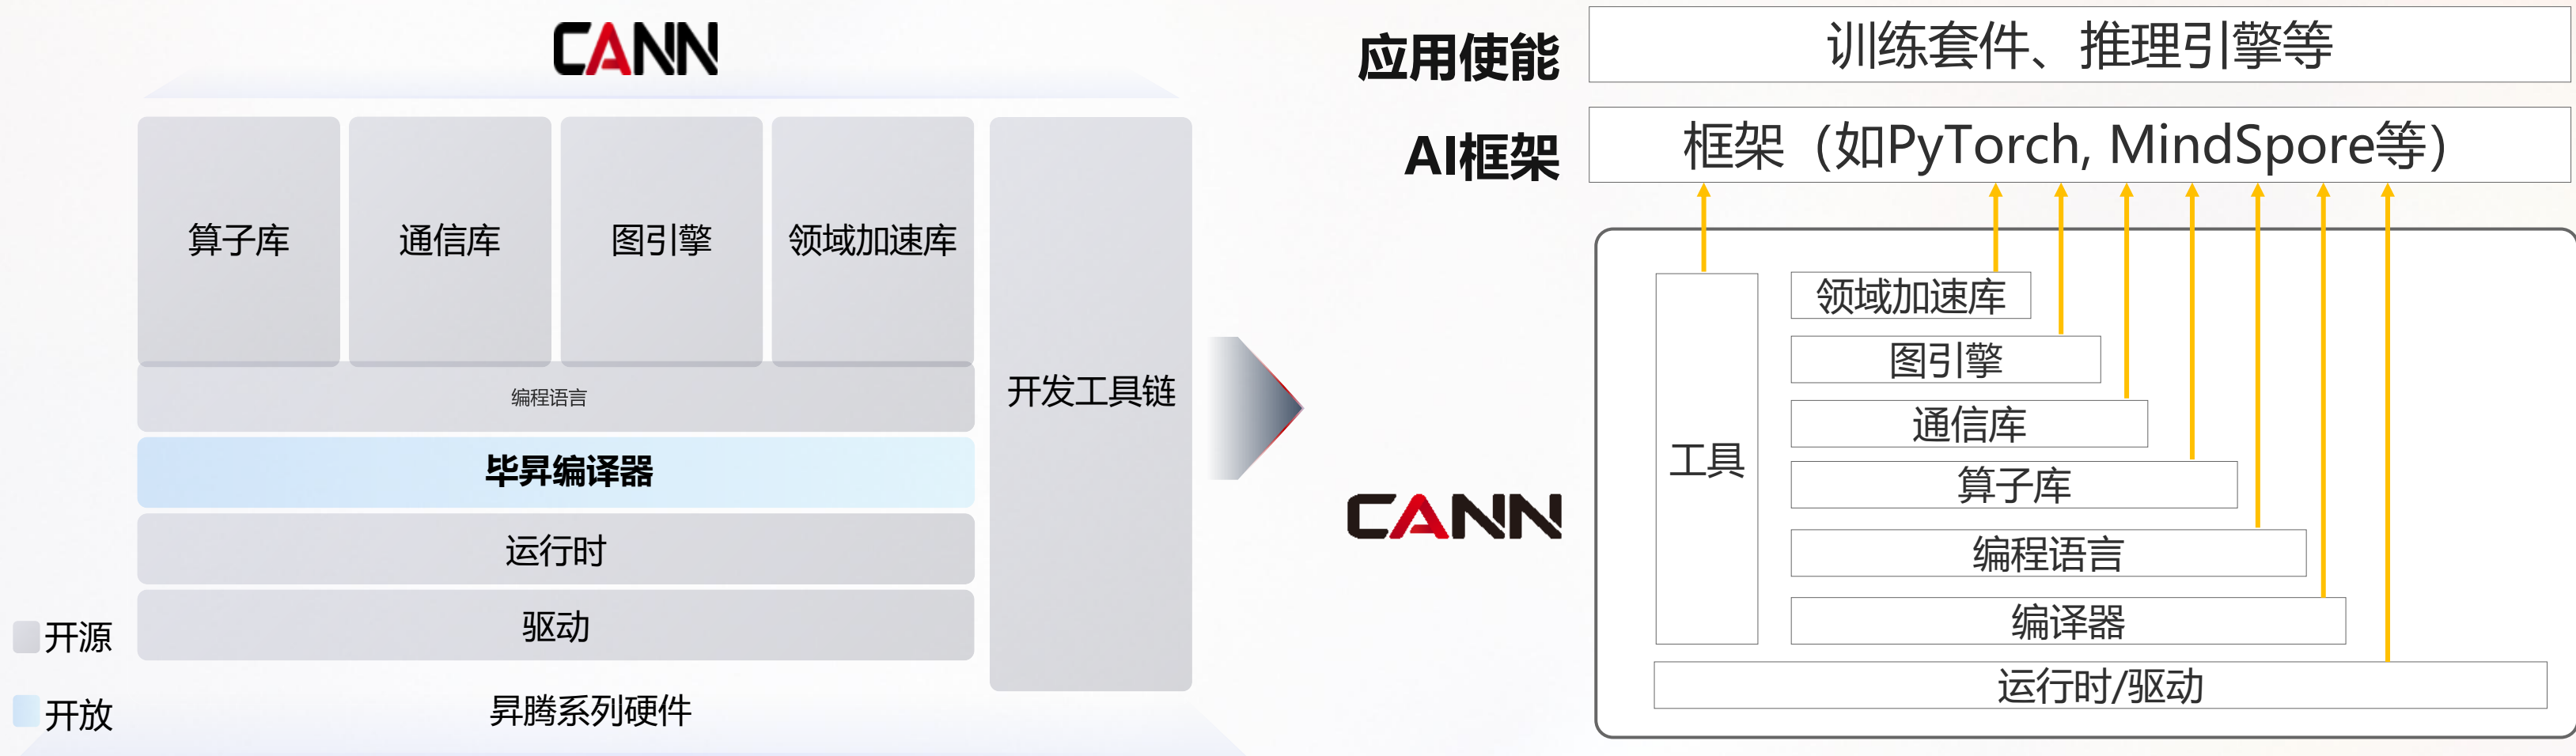 CANN
算子库
通信库
图引擎
领域加速库
编程语言
毕昇编译器
运行时
驱动
开发工具链
昇腾系列硬件
开源
开放
应用使能
训练套件、推理引擎等
AI框架
框架（如PyTorch, MindSpore等）
CANN
工具
领域加速库
图引擎
通信库
算子库
编程语言
编译器
运行时/驱动